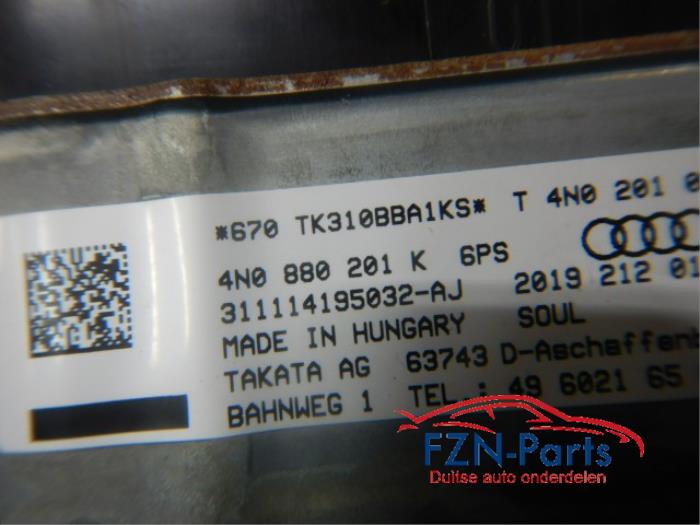 *670 TK310BBA1KS* T 4N0 201 0
4N0 880 201 K 6PS
311114195032-AJ 2019 212 01
MADE IN HUNGARY SOUL
TAKATA AG 63743 D-Aschaffenb
BAHNWEG 1 TEL.: 49 6021 65
FZN-Parts
Duitse auto onderdelen